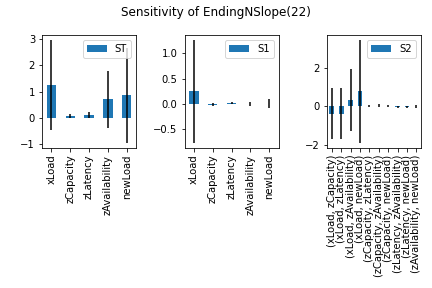 Sensitivity of EndingNSlope(22)
ST
3
2
1
0
−1
xLoad
zCapacity
zLatency
zAvailability
newLoad
S1
1.0
0.5
0.0
−0.5
xLoad
zCapacity
zLatency
zAvailability
newLoad
S2
2
0
−2
(xLoad, zCapacity)
(xLoad, zLatency)
(xLoad, zAvailability)
(xLoad, newLoad)
(zCapacity, zLatency)
(zCapacity, zAvailability)
(zCapacity, newLoad)
(zLatency, zAvailability)
(zLatency, newLoad)
(zAvailability, newLoad)